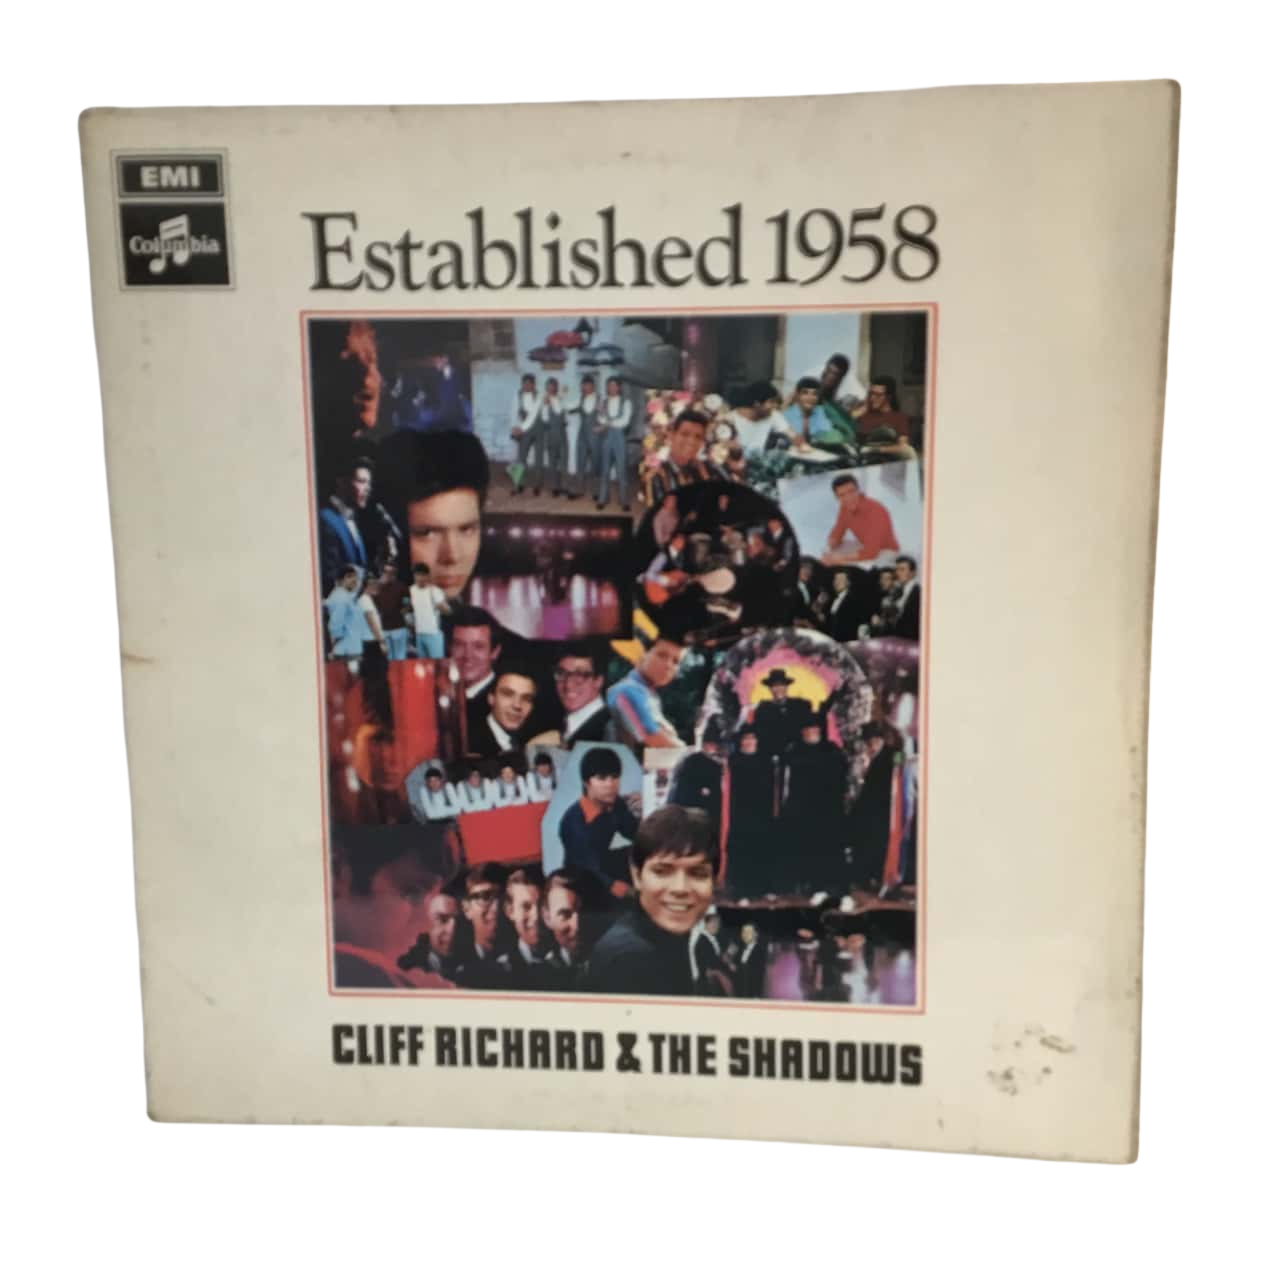 EMI
Columbia
Established 1958
CLIFF RICHARD & THE SHADOWS